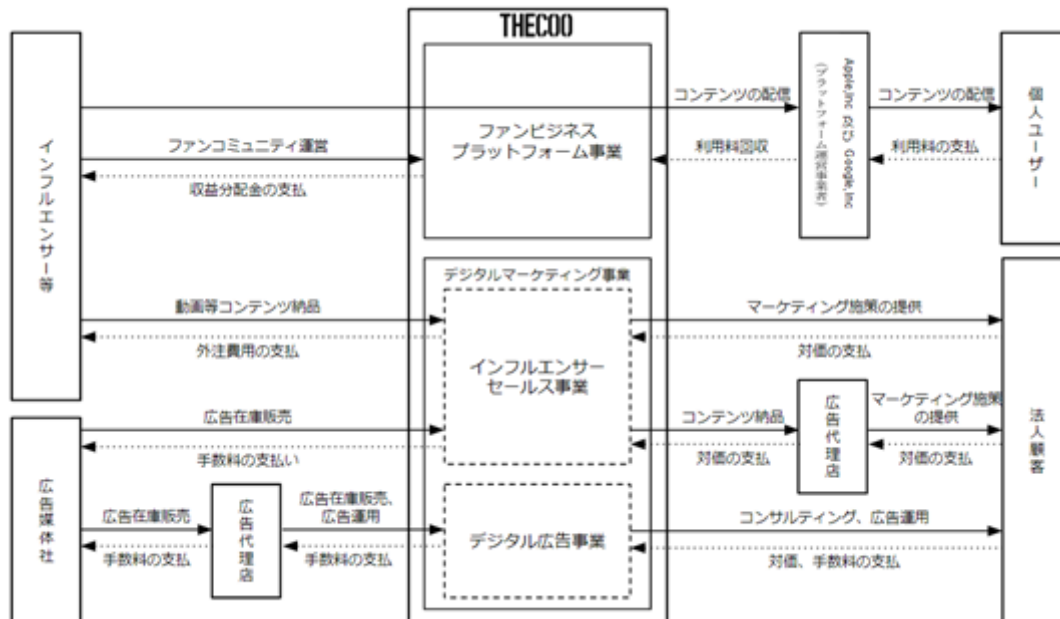 THECOO
インフルエンサー等
ファンコミュニティ運営
収益分配金の支払
ファンビジネス
プラットフォーム事業
コンテンツの配信
利用料回収
Apple,Inc 及び Google,Inc
(プラットフォーム運営事業者)
コンテンツの配信
利用料の支払
個人ユーザー
デジタルマーケティング事業
動画等コンテンツ納品
外注費用の支払
インフルエンサー
セールス事業
マーケティング施策の提供
対価の支払
広告媒体社
広告在庫販売
手数料の支払い
コンテンツ納品
対価の支払
広告代理店
マーケティング施策
の提供
対価の支払
法人顧客
広告在庫販売
手数料の支払
広告代理店
広告在庫販売、
広告運用
手数料の支払
デジタル広告事業
コンサルティング、広告運用
対価、手数料の支払